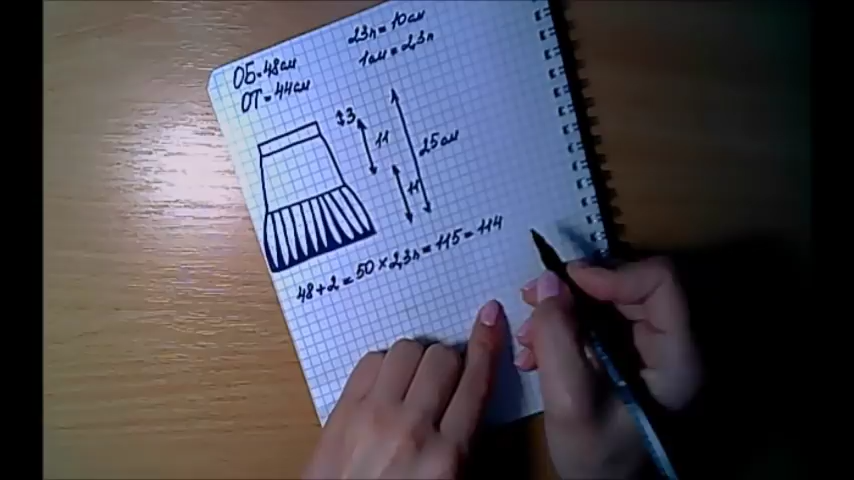 ОБ=48см
ОТ=44см
23п=10см
1см=2,3п
↕3
11
25см
11
48+2=50×2,3п=115=114